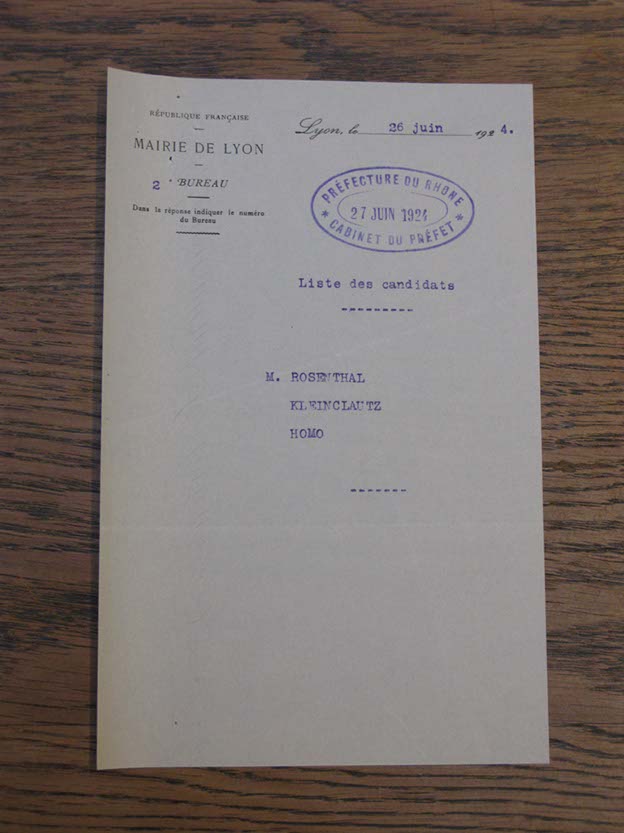 RÉPUBLIQUE FRANÇAISE
MAIRIE DE LYON
2e BUREAU
Dans la réponse indiquer le numéro
du Bureau
Lyon, le 26 juin 1924.
PRÉFECTURE DU RHONE
27 JUIN 1924
* CABINET DU PRÉFET *
Liste des candidats
---------
M. ROSENTHAL
KLEINCLAUTZ
HOMO
-------